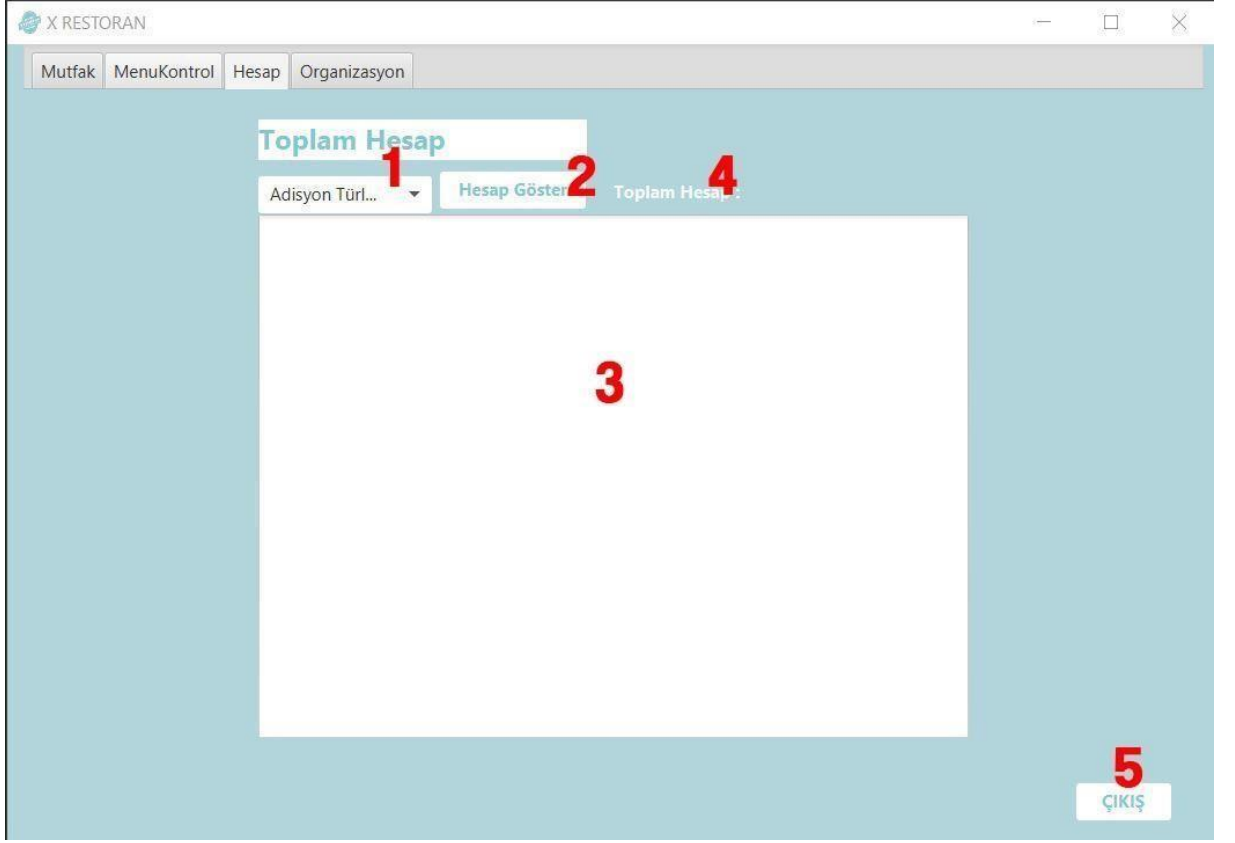 X RESTORAN
Mutfak MenuKontrol Hesap Organizasyon
Toplam Hesap
1 2 4
Adisyon Türl... Hesap Göster Toplam Hesap :
3
5
ÇIKIŞ